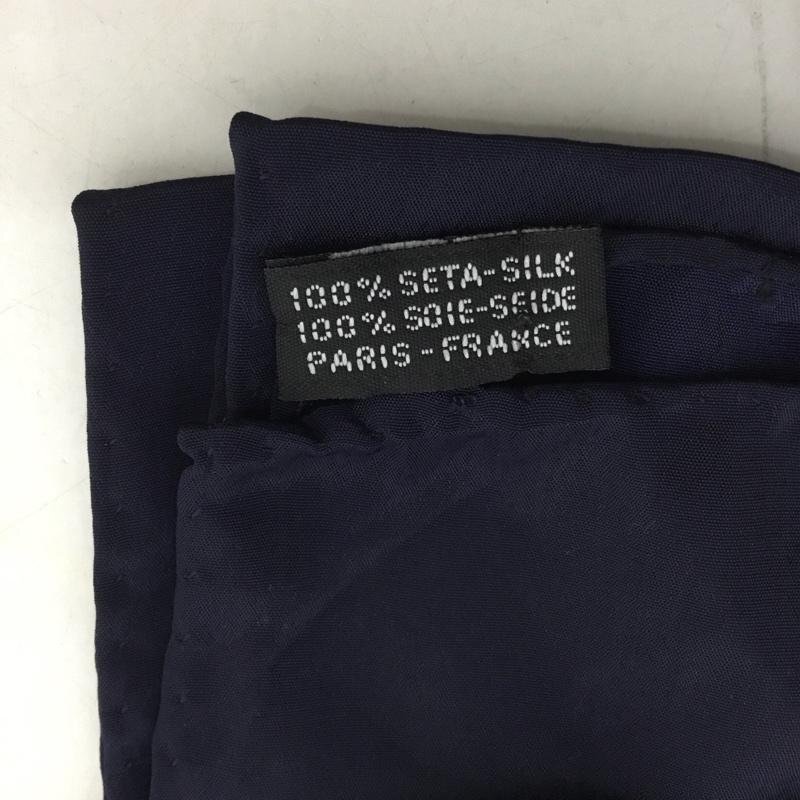 100% SETA-SILK
100% SOIE-SEIDE
PARIS - FRANCE